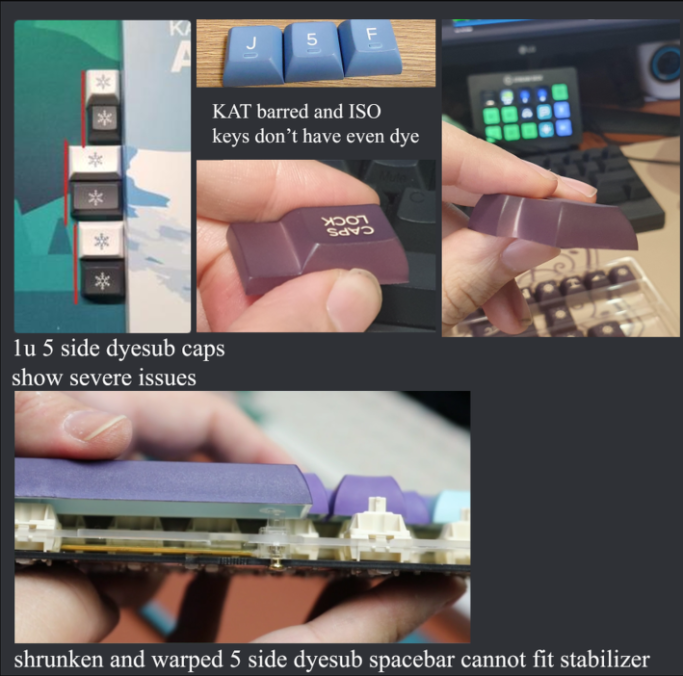 KA
A
J 5 F
KAT barred and ISO
keys don't have even dye
CAPS
LOCK
1u 5 side dyesub caps
show severe issues
shrunken and warped 5 side dyesub spacebar cannot fit stabilizer